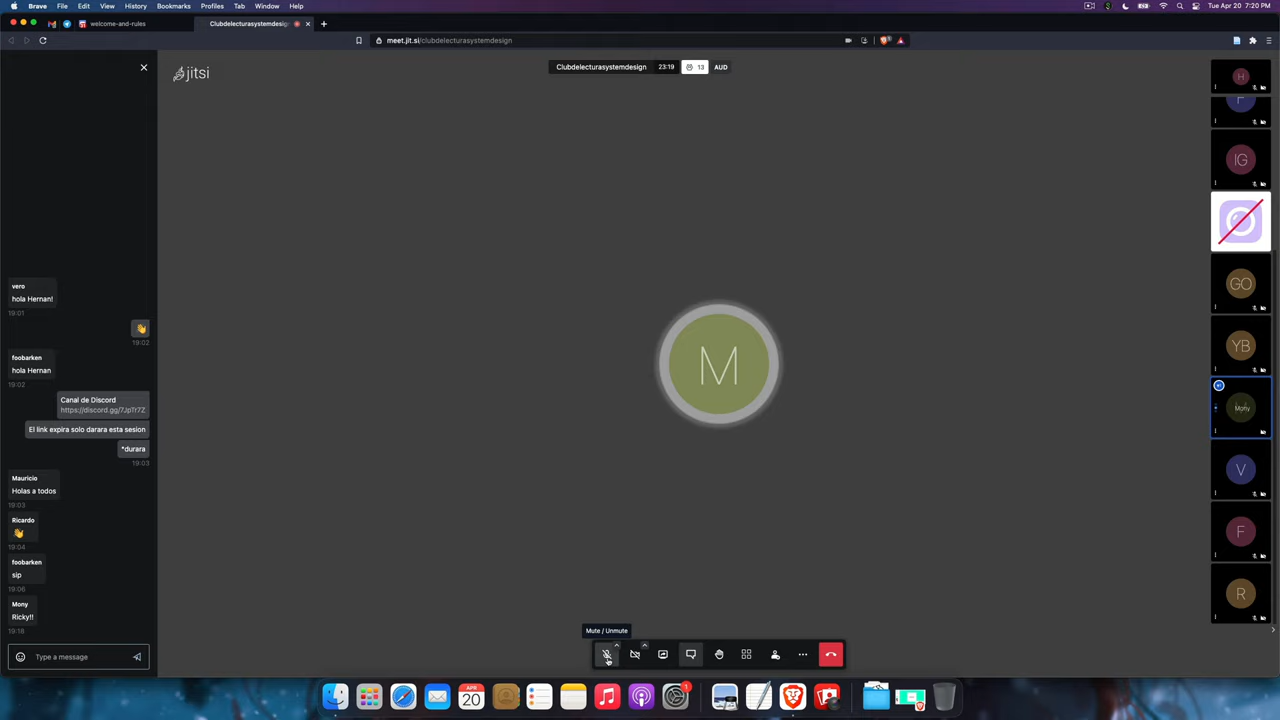 Brave File Edit View History Bookmarks Profiles Tab Window Help
Tue Apr 20 7:20 PM
welcome-and-rules
Clubdelecturasystemdesign
meet.jit.si/clubdelecturasystemdesign
jitsi
Clubdelecturasystemdesign 23:19 13 AUD
vero
hola Hernan!
19:01
19:02
foobarken
hola Hernan
19:02
Canal de Discord
https://discord.gg/7JpTr7Z
El link expira solo darara esta sesion
*durara
19:03
Mauricio
Holas a todos
19:03
Ricardo
19:04
foobarken
sip
19:06
Mony
Ricky!!
19:18
Type a message
M
Mute / Unmute
H
F
IG
GO
YB
Mony
V
F
R
APR
20
1